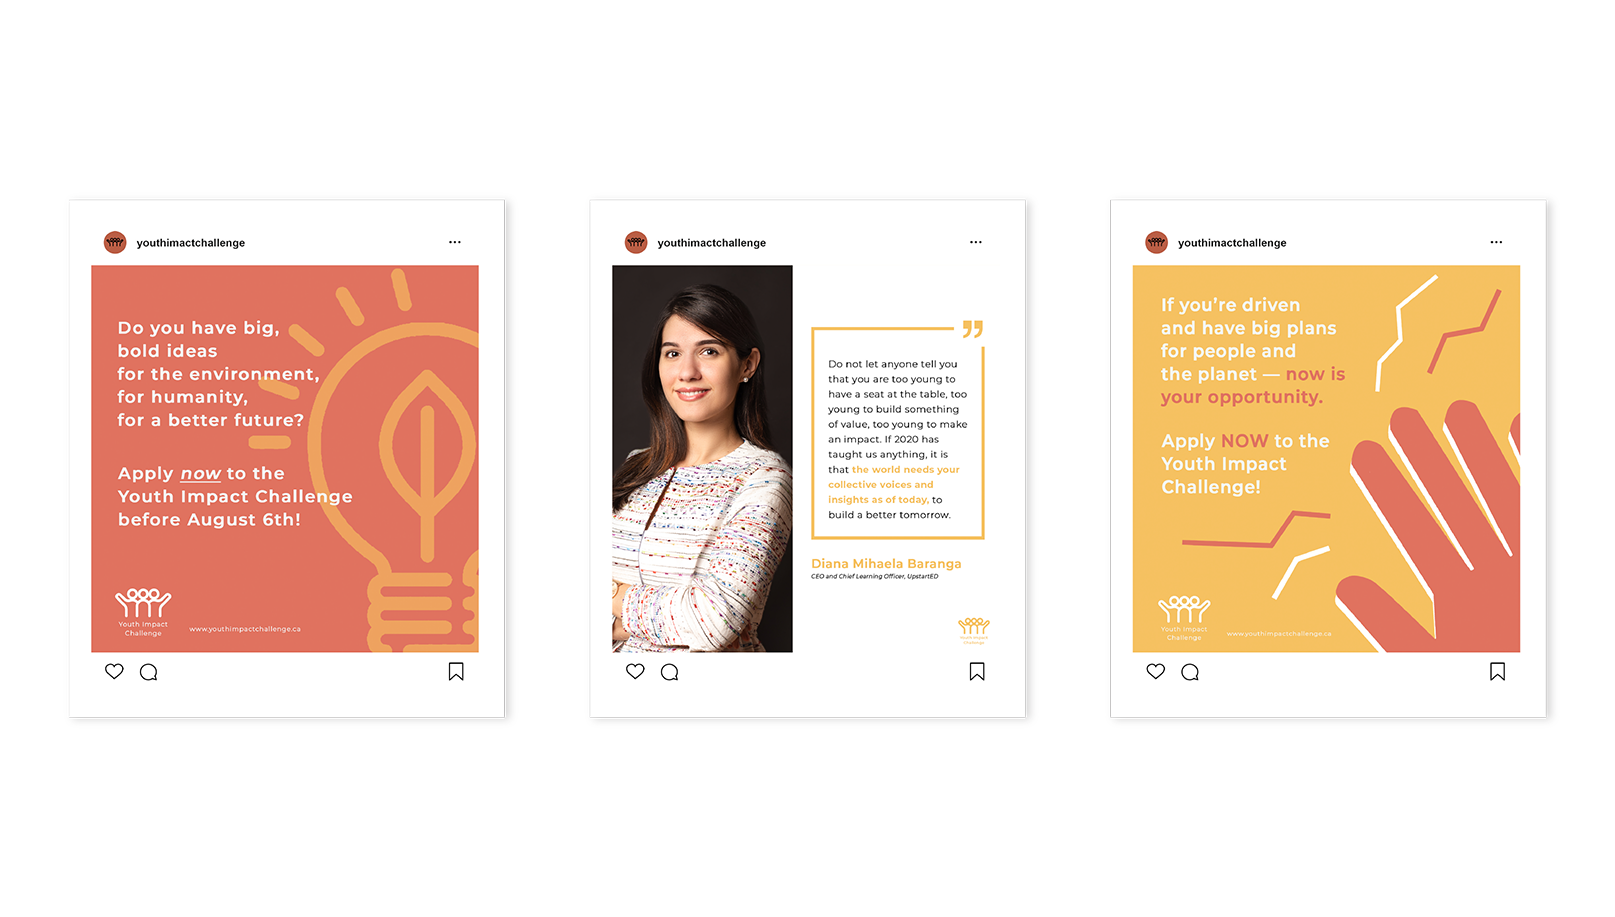 youthimactchallenge
Do you have big,
bold ideas
for the environment,
for humanity,
for a better future?
Apply now to the
Youth Impact Challenge
before August 6th!
Youth Impact
Challenge
www.youthimpactchallenge.ca
youthimactchallenge
Do not let anyone tell you
that you are too young to
have a seat at the table, too
young to build something
of value, too young to make
an impact. If 2020 has
taught us anything, it is
that the world needs your
collective voices and
insights as of today, to
build a better tomorrow.
Diana Mihaela Baranga
CEO and Chief Learning Officer, UpstartED
Youth Impact
Challenge
youthimactchallenge
If you’re driven
and have big plans
for people and
the planet — now is
your opportunity.
Apply NOW to the
Youth Impact
Challenge!
Youth Impact
Challenge
www.youthimpactchallenge.ca